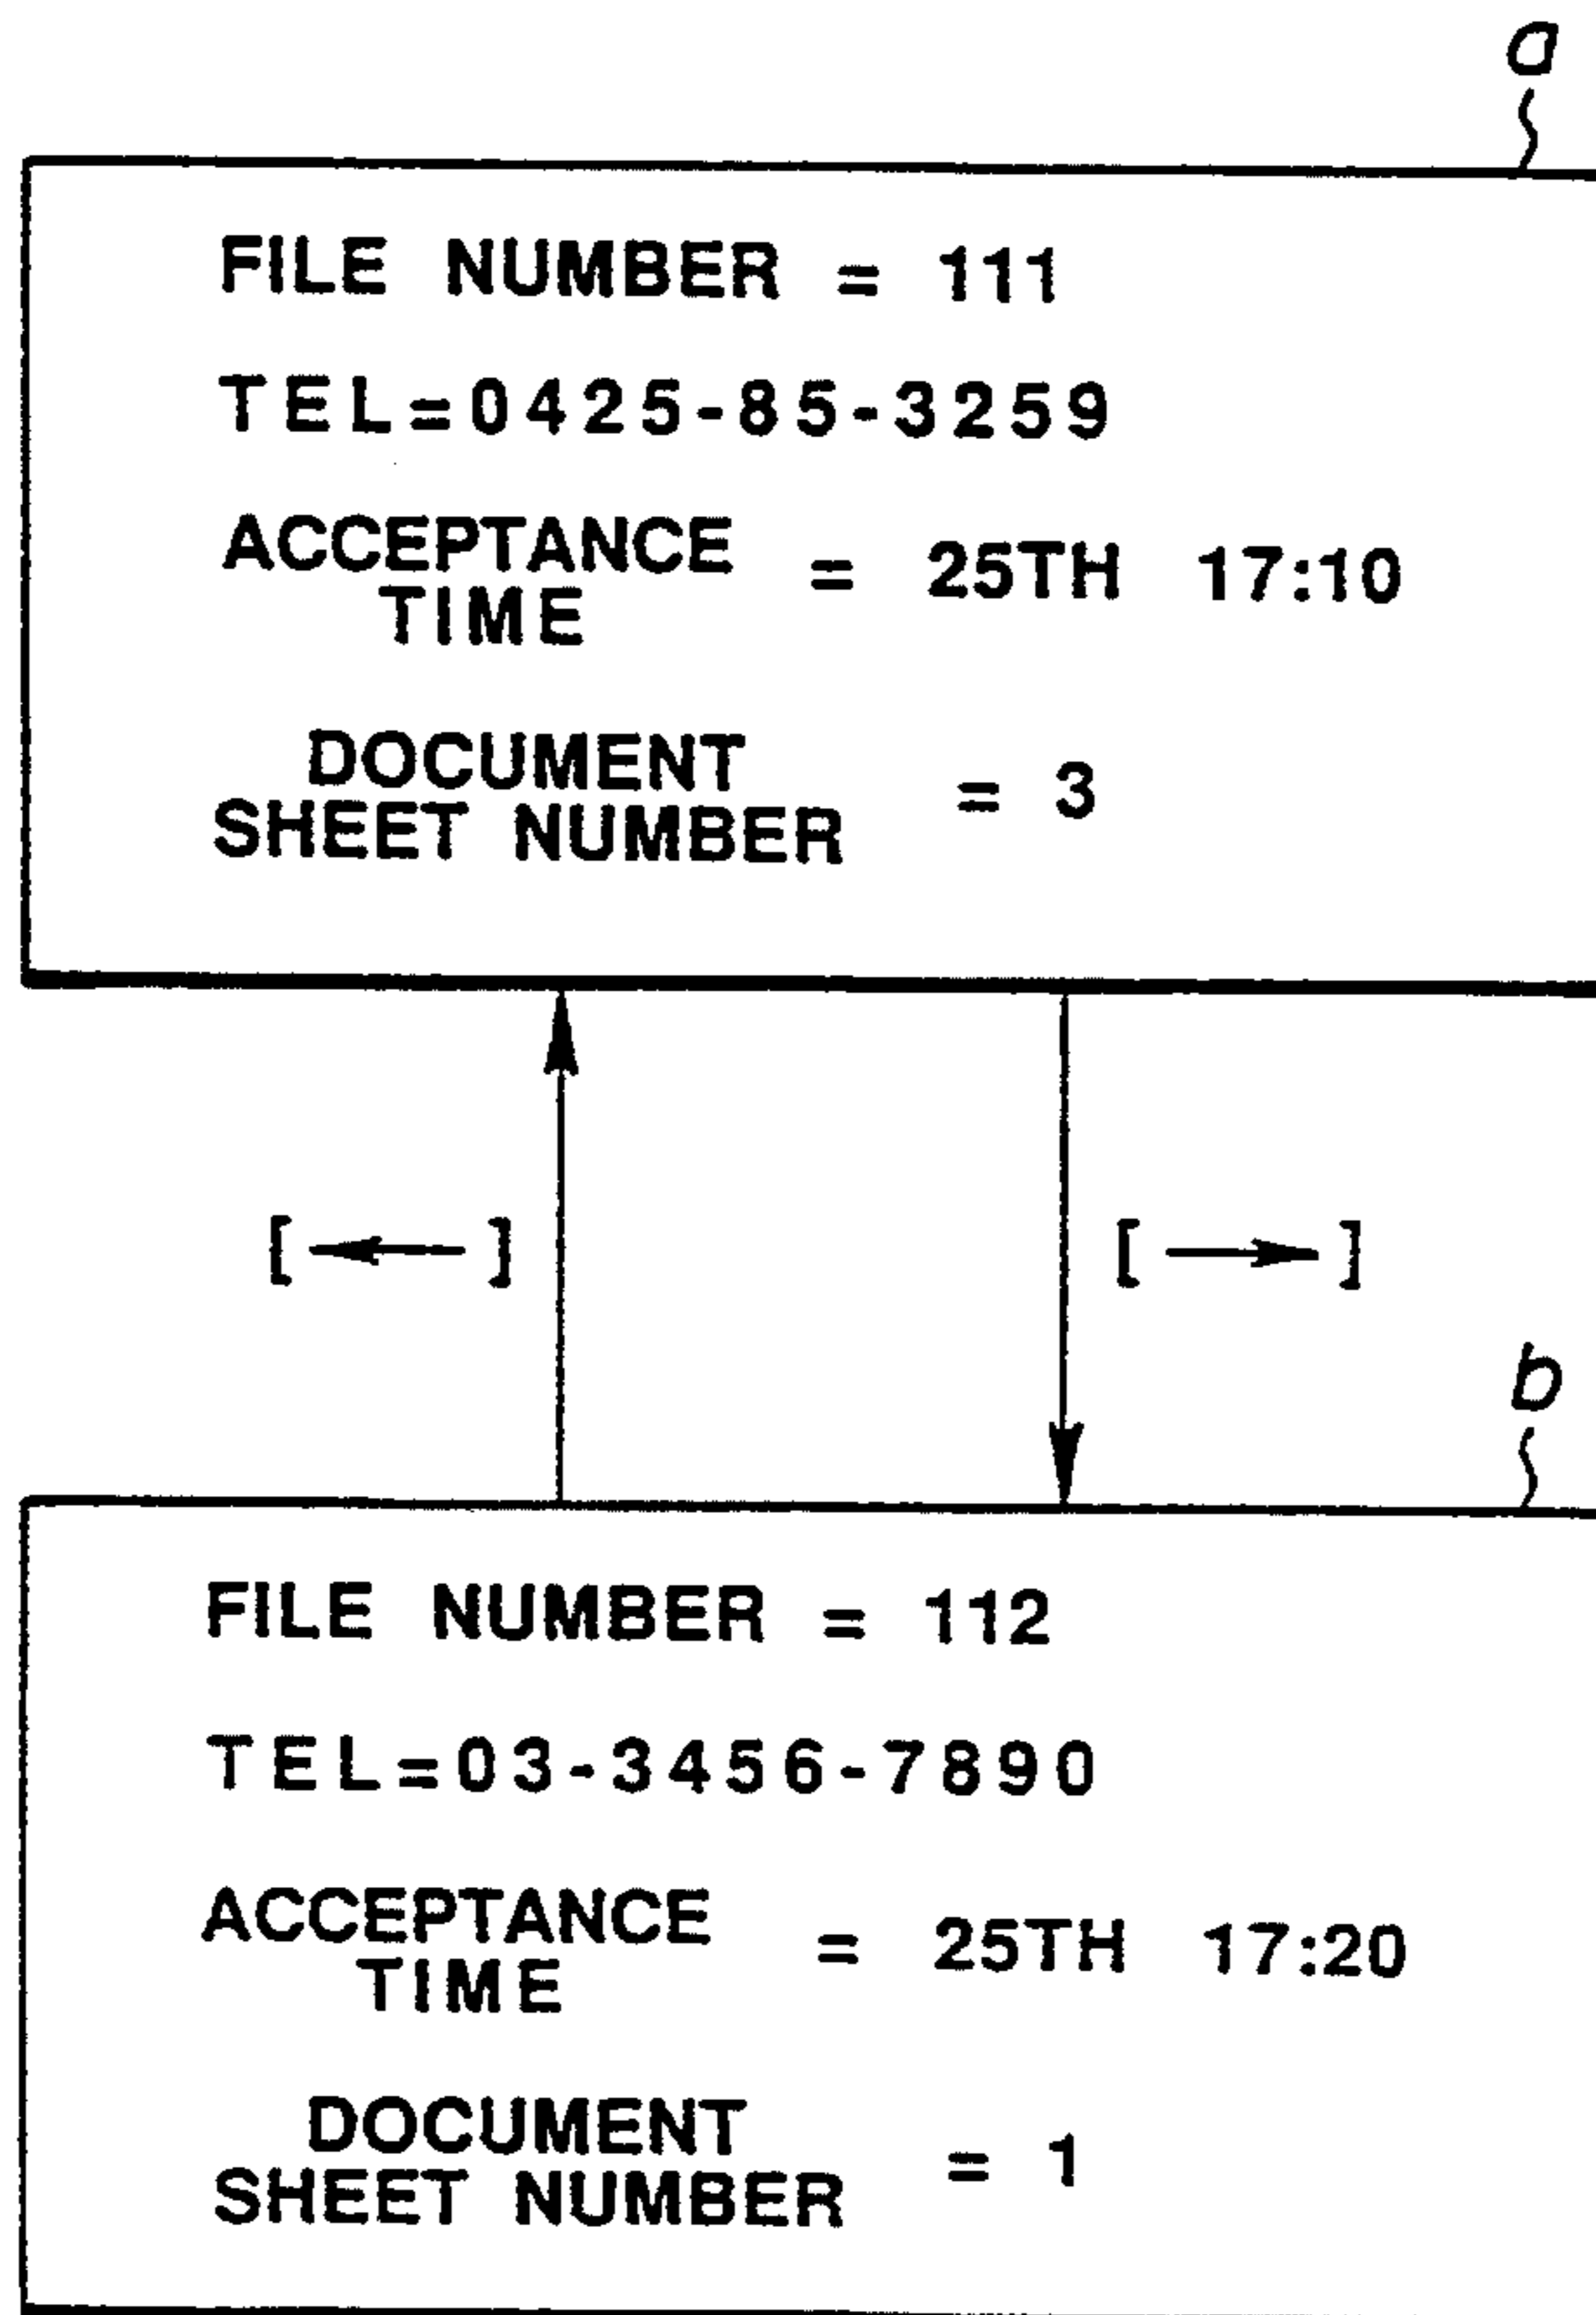 a
FILE NUMBER = 111
TEL=0425-85-3259
ACCEPTANCE
TIME
= 25TH 17:10
DOCUMENT
SHEET NUMBER
= 3
[←] [→]
b
FILE NUMBER = 112
TEL=03-3456-7890
ACCEPTANCE
TIME
= 25TH 17:20
DOCUMENT
SHEET NUMBER
= 1